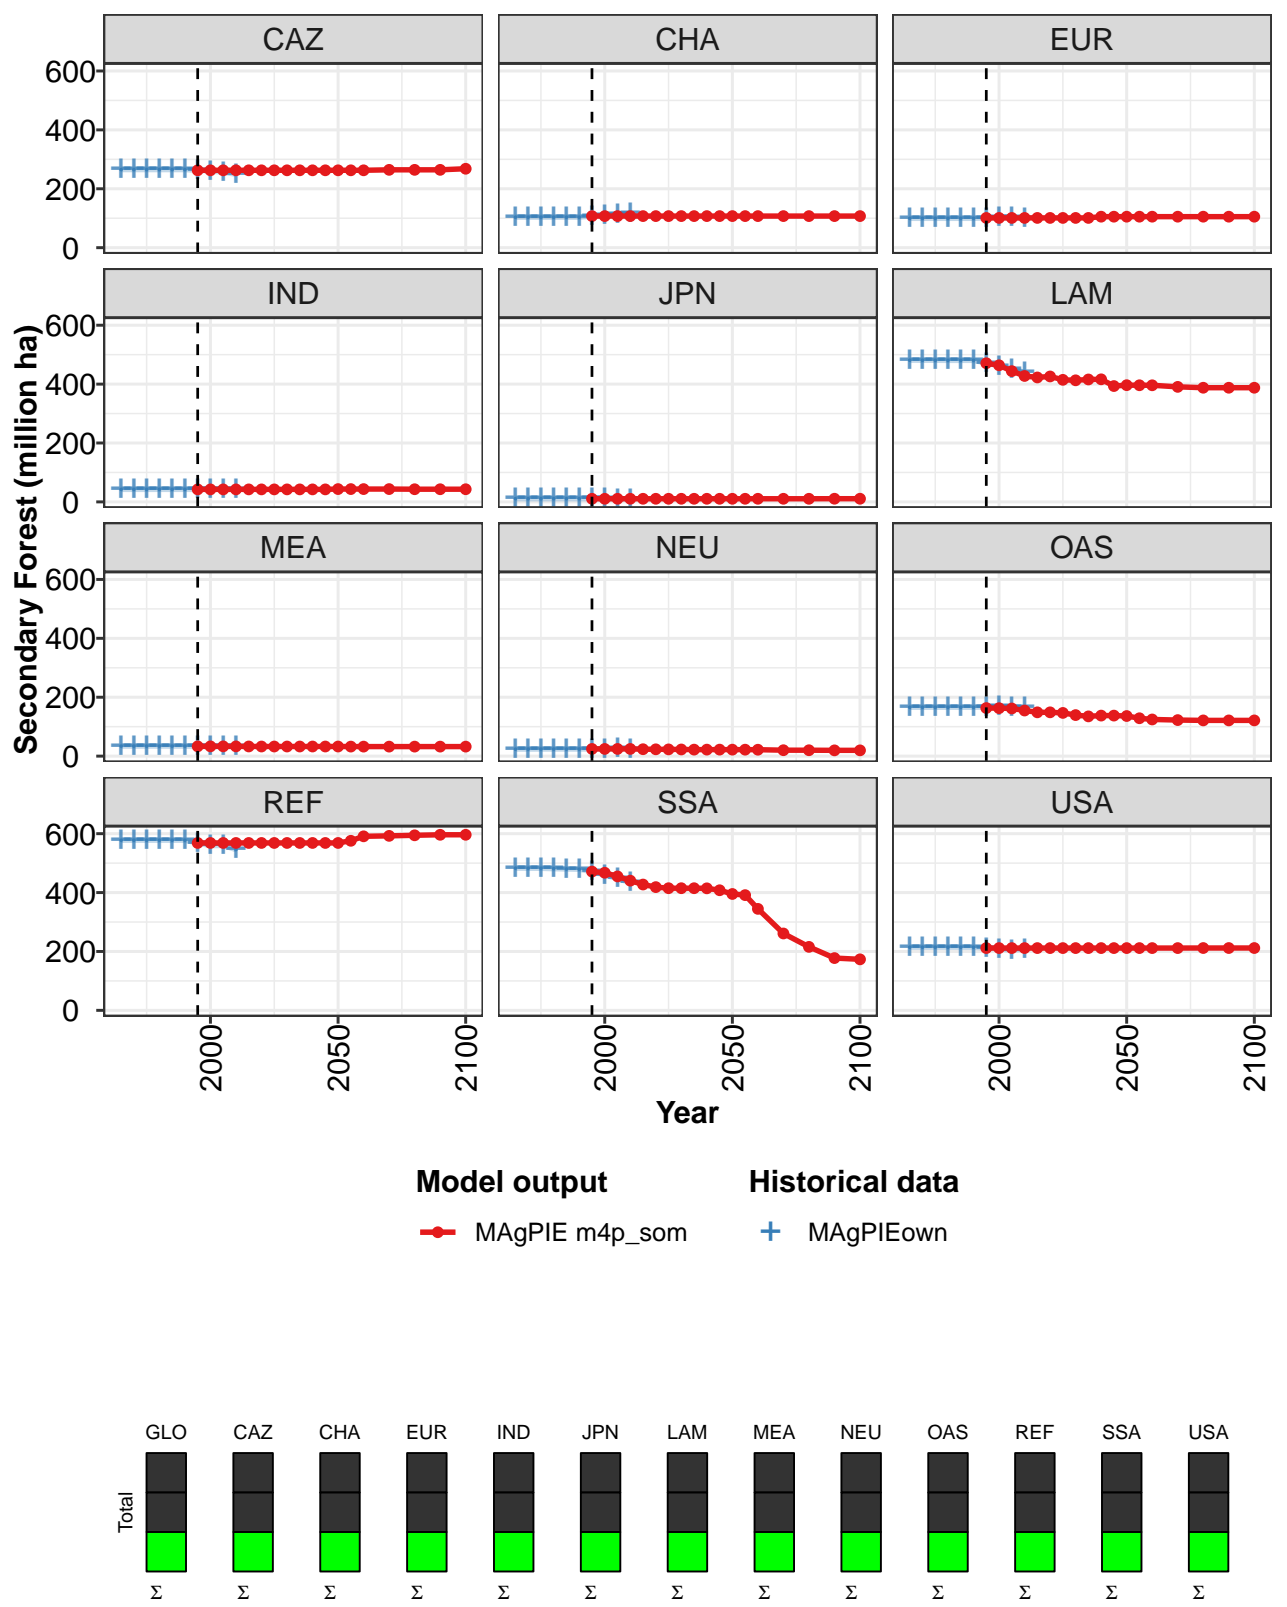 CAZ CHA EUR
600
400
200
0
IND JPN LAM
600
400
200
0
MEA NEU OAS
600
400
200
0
REF SSA USA
600
400
200
0
Secondary Forest (million ha)
2000 2050 2100 2000 2050 2100 2000 2050 2100
Year
Model output Historical data
MAgPIE m4p_som MAgPIEown
GLO CAZ CHA EUR IND JPN LAM MEA NEU OAS REF SSA USA
Total
Σ Σ Σ Σ Σ Σ Σ Σ Σ Σ Σ Σ Σ